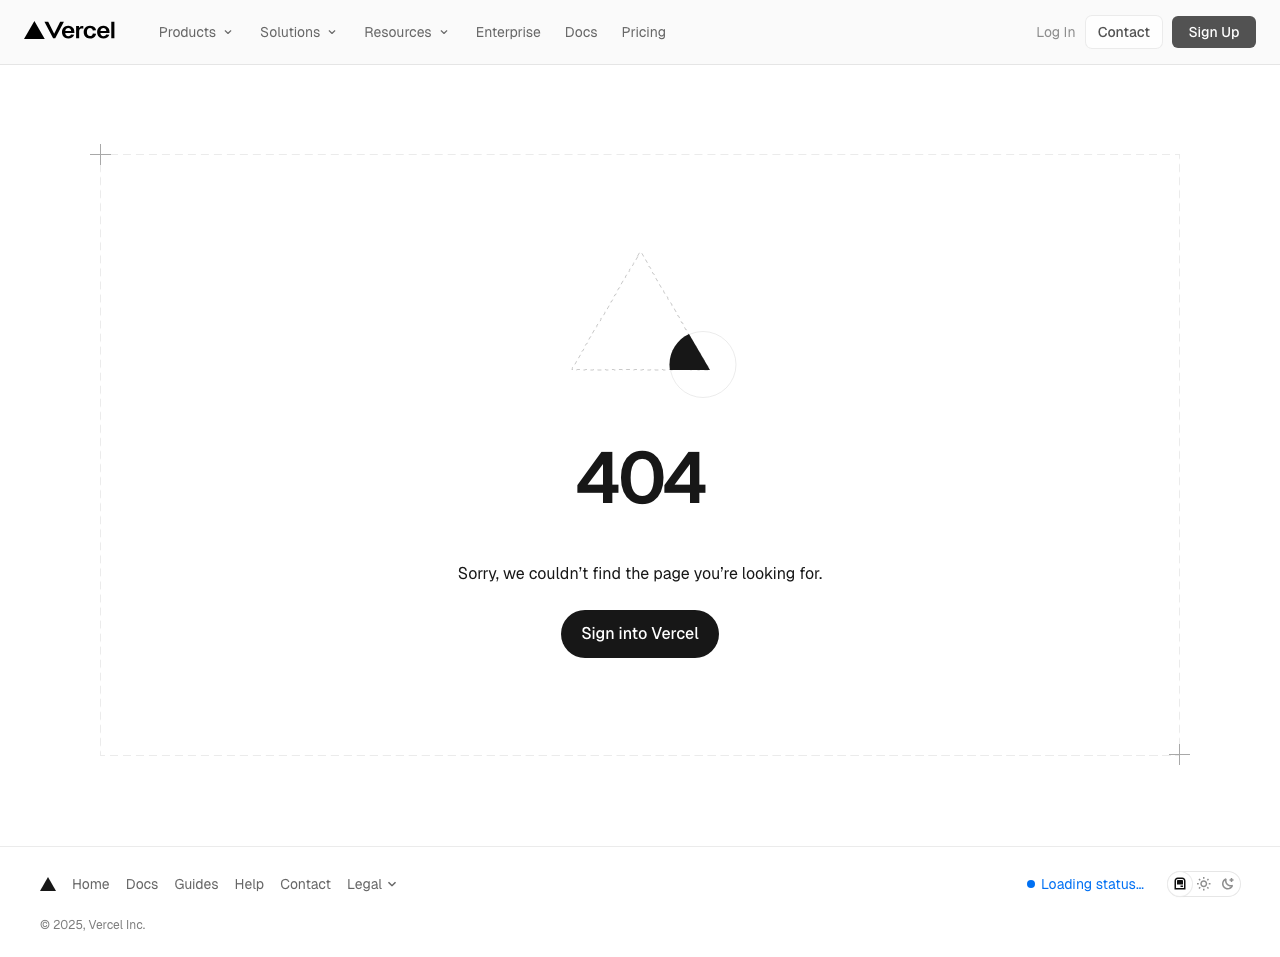 Vercel Products Solutions Resources Enterprise Docs Pricing Log In Contact Sign Up
404
Sorry, we couldn’t find the page you’re looking for.
Sign into Vercel
Home Docs Guides Help Contact Legal Loading status...
© 2025, Vercel Inc.